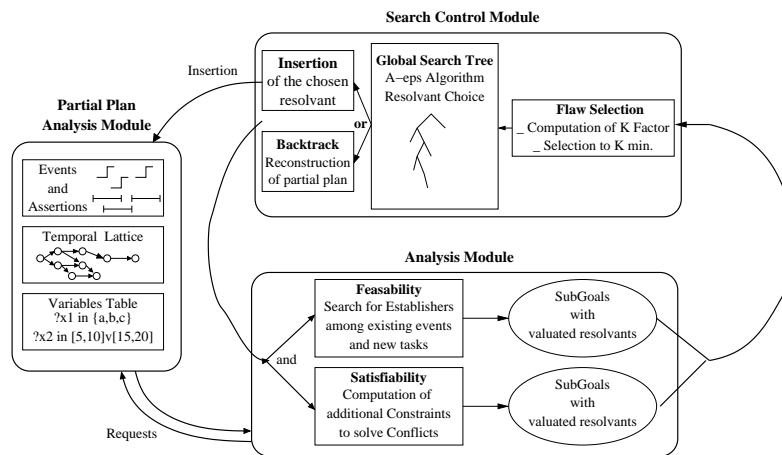 Search Control Module
Insertion
of the chosen
resolvant
or
Backtrack
Reconstruction
of partial plan
Global Search Tree
A-eps Algorithm
Resolvant Choice
Flaw Selection
_ Computation of K Factor
_ Selection to K min.
Insertion
Partial Plan
Analysis Module
Events
and
Assertions
Temporal Lattice
Variables Table
?x1 in {a,b,c}
?x2 in [5,10]v[15,20]
Requests
Analysis Module
and
Feasability
Search for Establishers
among existing events
and new tasks
SubGoals
with
valuated resolvants
Satisfiability
Computation of
additional Constraints
to solve Conflicts
SubGoals
with
valuated resolvants